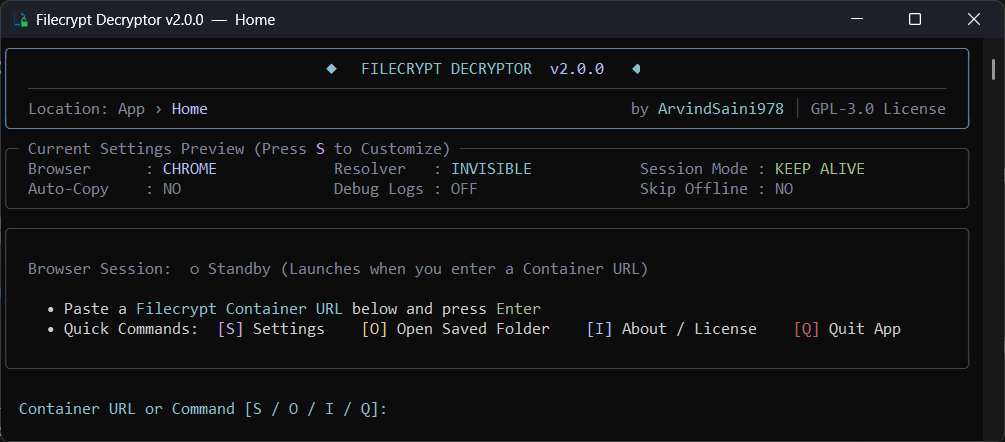 Filecrypt Decryptor v2.0.0 — Home
◆ FILECRYPT DECRYPTOR v2.0.0 ◆
Location: App › Home by ArvindSaini978 │ GPL-3.0 License
Current Settings Preview (Press S to Customize)
Browser : CHROME Resolver : INVISIBLE Session Mode : KEEP ALIVE
Auto-Copy : NO Debug Logs : OFF Skip Offline : NO
Browser Session: ○ Standby (Launches when you enter a Container URL)
• Paste a Filecrypt Container URL below and press Enter
• Quick Commands: [S] Settings [O] Open Saved Folder [I] About / License [Q] Quit App
Container URL or Command [S / O / I / Q]: